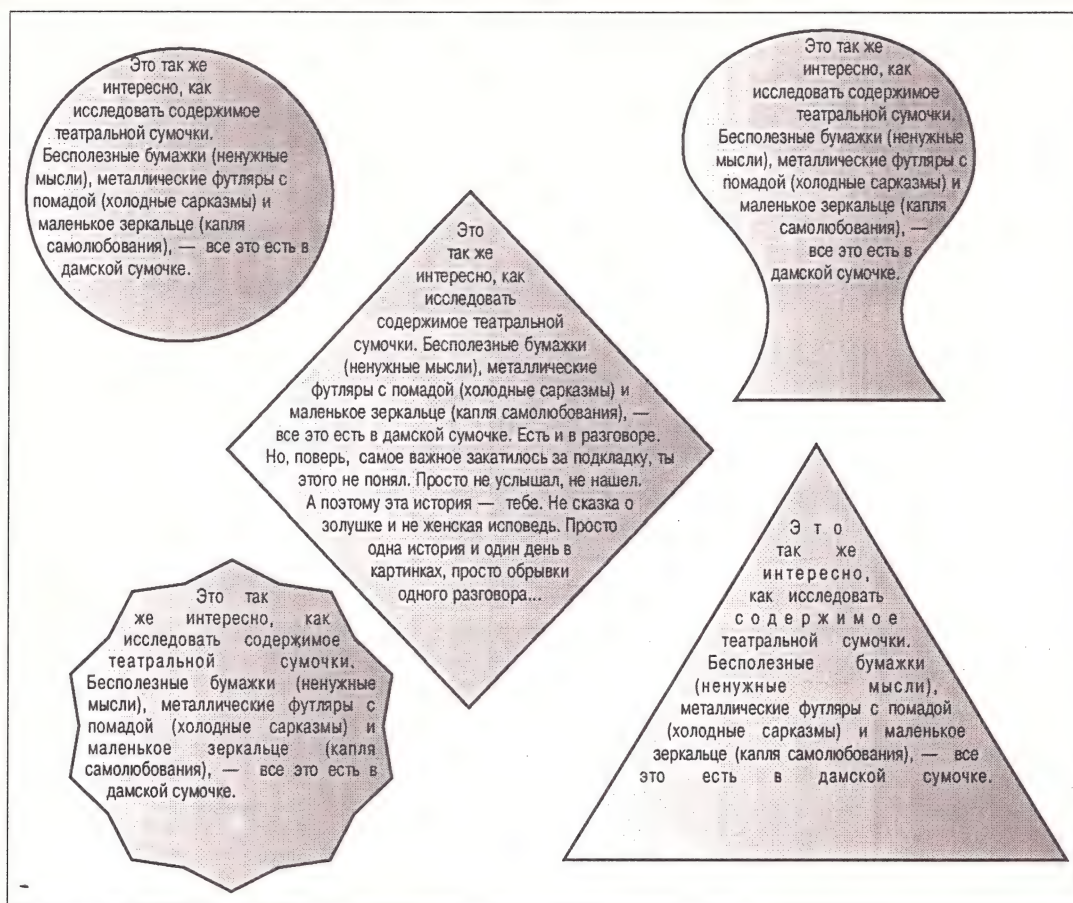 Это так же
интересно, как
исследовать содержимое
театральной сумочки.
Бесполезные бумажки (ненужные
мысли), металлические футляры с
помадой (холодные сарказмы) и
маленькое зеркальце (капля
самолюбования), — все это есть в
дамской сумочке.
Это так же
интересно, как
исследовать содержимое
театральной сумочки.
Бесполезные бумажки (ненужные
мысли), металлические футляры с
помадой (холодные сарказмы) и
маленькое зеркальце (капля
самолюбования), —
все это есть в
дамской сумочке.
Это
так же
интересно, как
исследовать
содержимое театральной
сумочки. Бесполезные бумажки
(ненужные мысли), металлические
футляры с помадой (холодные сарказмы) и
маленькое зеркальце (капля самолюбования), —
все это есть в дамской сумочке. Есть и в разговоре.
Но, поверь, самое важное закатилось за подкладку, ты
этого не понял. Просто не услышал, не нашел.
А поэтому эта история — тебе. Не сказка о
золушке и не женская исповедь. Просто
одна история и один день в
картинках, просто обрывки
одного разговора...
Это так
же интересно, как
исследовать содержимое
театральной сумочки.
Бесполезные бумажки (ненужные
мысли), металлические футляры с
помадой (холодные сарказмы) и
маленькое зеркальце (капля
самолюбования), — все это есть в
дамской сумочке.
Это
так же
интересно,
как исследовать
содержимое
театральной сумочки.
Бесполезные бумажки
(ненужные мысли),
металлические футляры с помадой
(холодные сарказмы) и маленькое
зеркальце (капля самолюбования), — все
это есть в дамской сумочке.